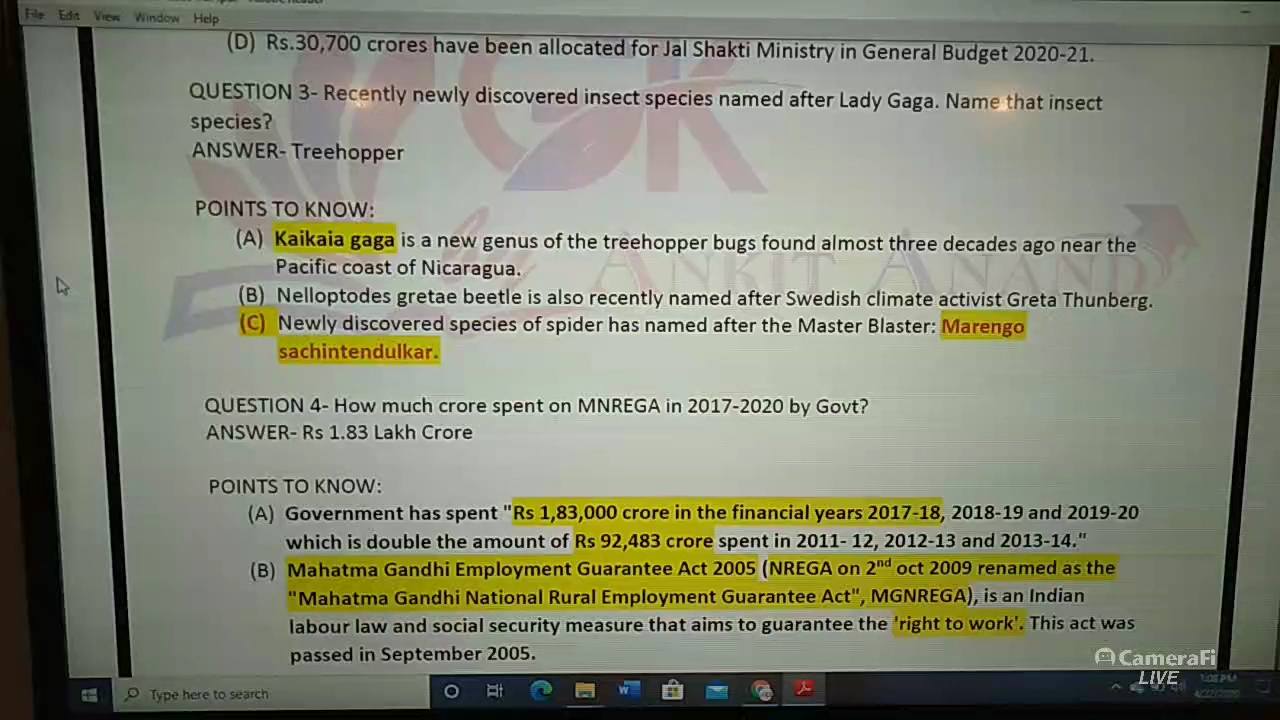 File Edit View Window Help
(D) Rs.30,700 crores have been allocated for Jal Shakti Ministry in General Budget 2020-21.
QUESTION 3- Recently newly discovered insect species named after Lady Gaga. Name that insect
species?
ANSWER- Treehopper
POINTS TO KNOW:
(A) Kaikaia gaga is a new genus of the treehopper bugs found almost three decades ago near the
Pacific coast of Nicaragua.
(B) Nelloptodes gretae beetle is also recently named after Swedish climate activist Greta Thunberg.
(C) Newly discovered species of spider has named after the Master Blaster: Marengo
sachintendulkar.
QUESTION 4- How much crore spent on MNREGA in 2017-2020 by Govt?
ANSWER- Rs 1.83 Lakh Crore
POINTS TO KNOW:
(A) Government has spent "Rs 1,83,000 crore in the financial years 2017-18, 2018-19 and 2019-20
which is double the amount of Rs 92,483 crore spent in 2011- 12, 2012-13 and 2013-14."
(B) Mahatma Gandhi Employment Guarantee Act 2005 (NREGA on 2nd oct 2009 renamed as the
"Mahatma Gandhi National Rural Employment Guarantee Act", MGNREGA), is an Indian
labour law and social security measure that aims to guarantee the 'right to work'. This act was
passed in September 2005.
GK
by ANKIT ANAND
CameraFi
LIVE
Type here to search